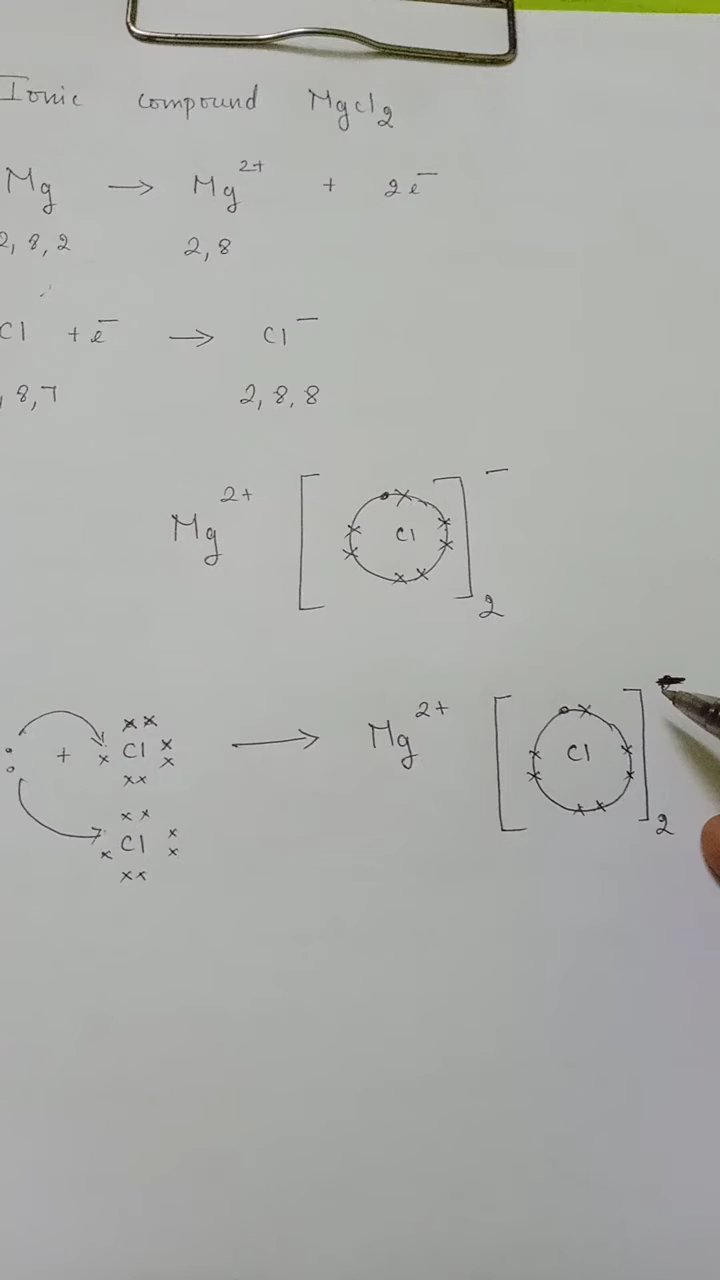 Ionic compound MgCl₂
Mg → Mg²⁺ + 2e⁻
2, 8, 2 2, 8
Cl + e⁻ → Cl⁻
, 8, 7 2, 8, 8
Mg²⁺ [Cl]₂⁻
+ Cl → Mg²⁺ [Cl]₂⁻
Cl